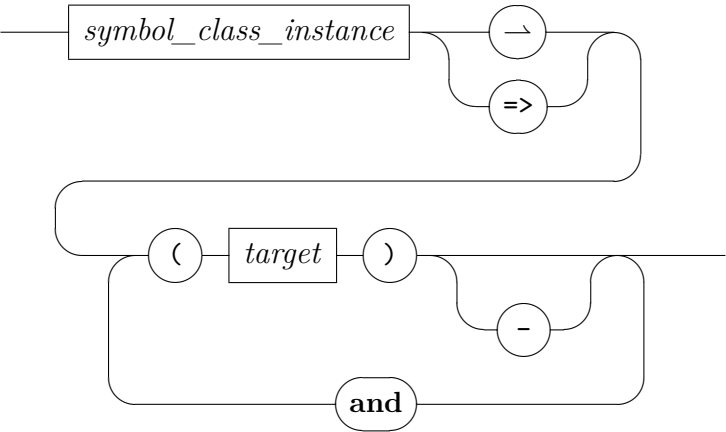 symbol_class_instance ⇀
=>
( target )
-
and